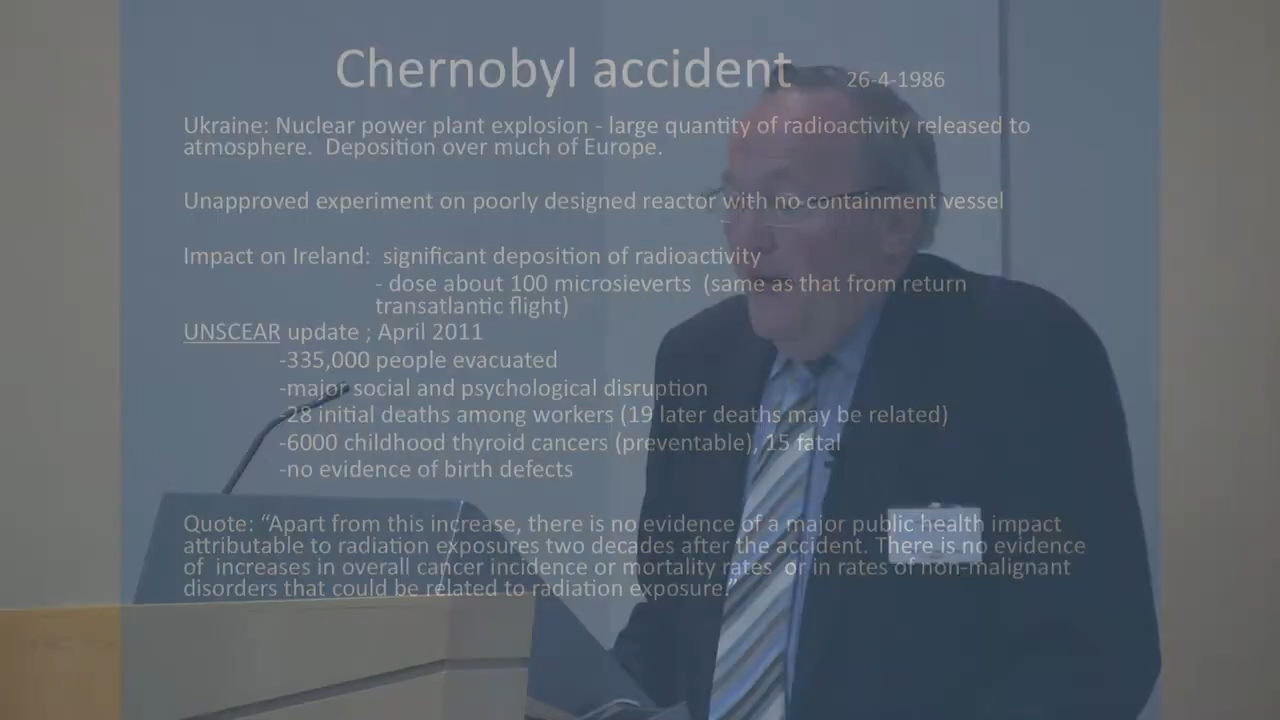 Chernobyl accident 26-4-1986
Ukraine: Nuclear power plant explosion - large quantity of radioactivity released to
atmosphere.  Deposition over much of Europe.
Unapproved experiment on poorly designed reactor with no containment vessel
Impact on Ireland:  significant deposition of radioactivity
- dose about 100 microsieverts  (same as that from return
transatlantic flight)
UNSCEAR update ; April 2011
-335,000 people evacuated
-major social and psychological disruption
-28 initial deaths among workers (19 later deaths may be related)
-6000 childhood thyroid cancers (preventable), 15 fatal
-no evidence of birth defects
Quote: “Apart from this increase, there is no evidence of a major public health impact
attributable to radiation exposures two decades after the accident. There is no evidence
of  increases in overall cancer incidence or mortality rates  or in rates of non-malignant
disorders that could be related to radiation exposure.”